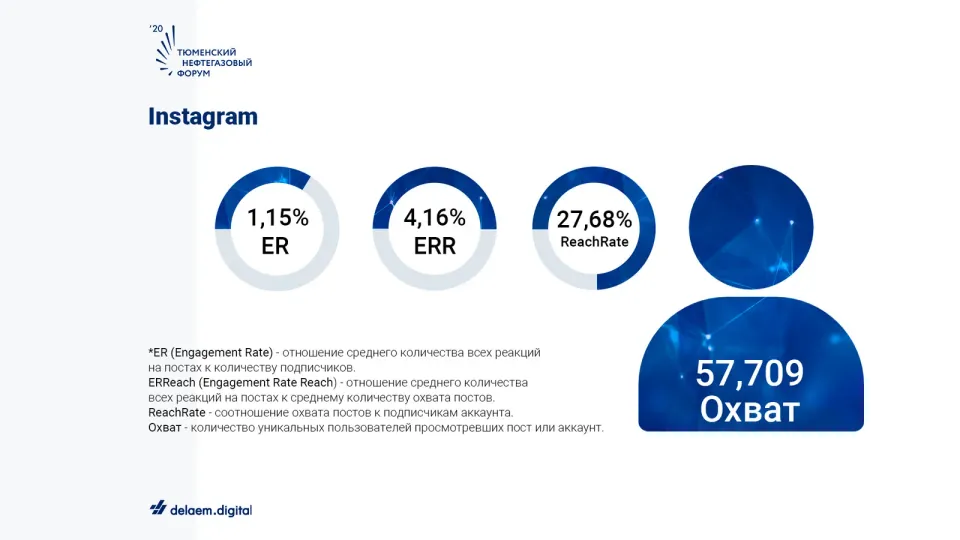 '20
ТЮМЕНСКИЙ
НЕФТЕГАЗОВЫЙ
ФОРУМ
Instagram
1,15%
ER
4,16%
ERR
27,68%
ReachRate
57,709
Охват
*ER (Engagement Rate) - отношение среднего количества всех реакций
на постах к количеству подписчиков.
ERReach (Engagement Rate Reach) - отношение среднего количества
всех реакций на постах к среднему количеству охвата постов.
ReachRate - соотношение охвата постов к подписчикам аккаунта.
Охват - количество уникальных пользователей просмотревших пост или аккаунт.
delaem.digital